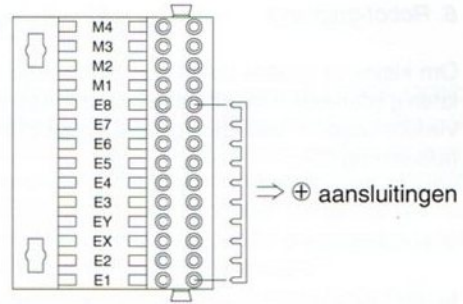 M4
M3
M2
M1
E8
E7
E6
E5
E4
E3
EY
EX
E2
E1
⇒ ⊕ aansluitingen